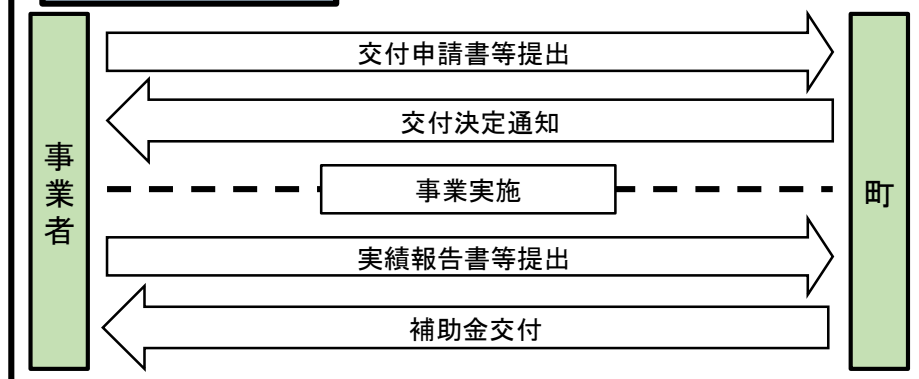 事業者
交付申請書等提出
交付決定通知
事業実施
実績報告書等提出
補助金交付
町